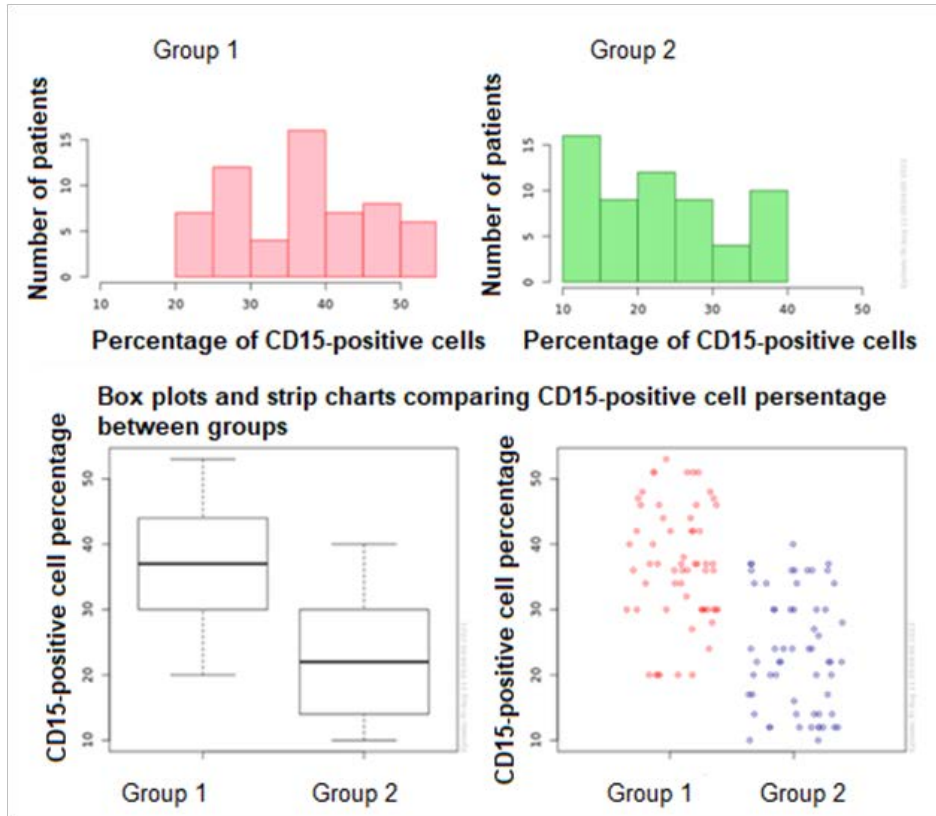 Group 1
Group 2
Number of patients
0 5 10 15
10 20 30 40 50
Percentage of CD15-positive cells
Number of patients
0 5 10 15
10 20 30 40 50
Percentage of CD15-positive cells
Box plots and strip charts comparing CD15-positive cell persentage
between groups
CD15-positive cell percentage
10 20 30 40 50
Group 1
Group 2
CD15-positive cell percentage
10 20 30 40 50
Group 1
Group 2